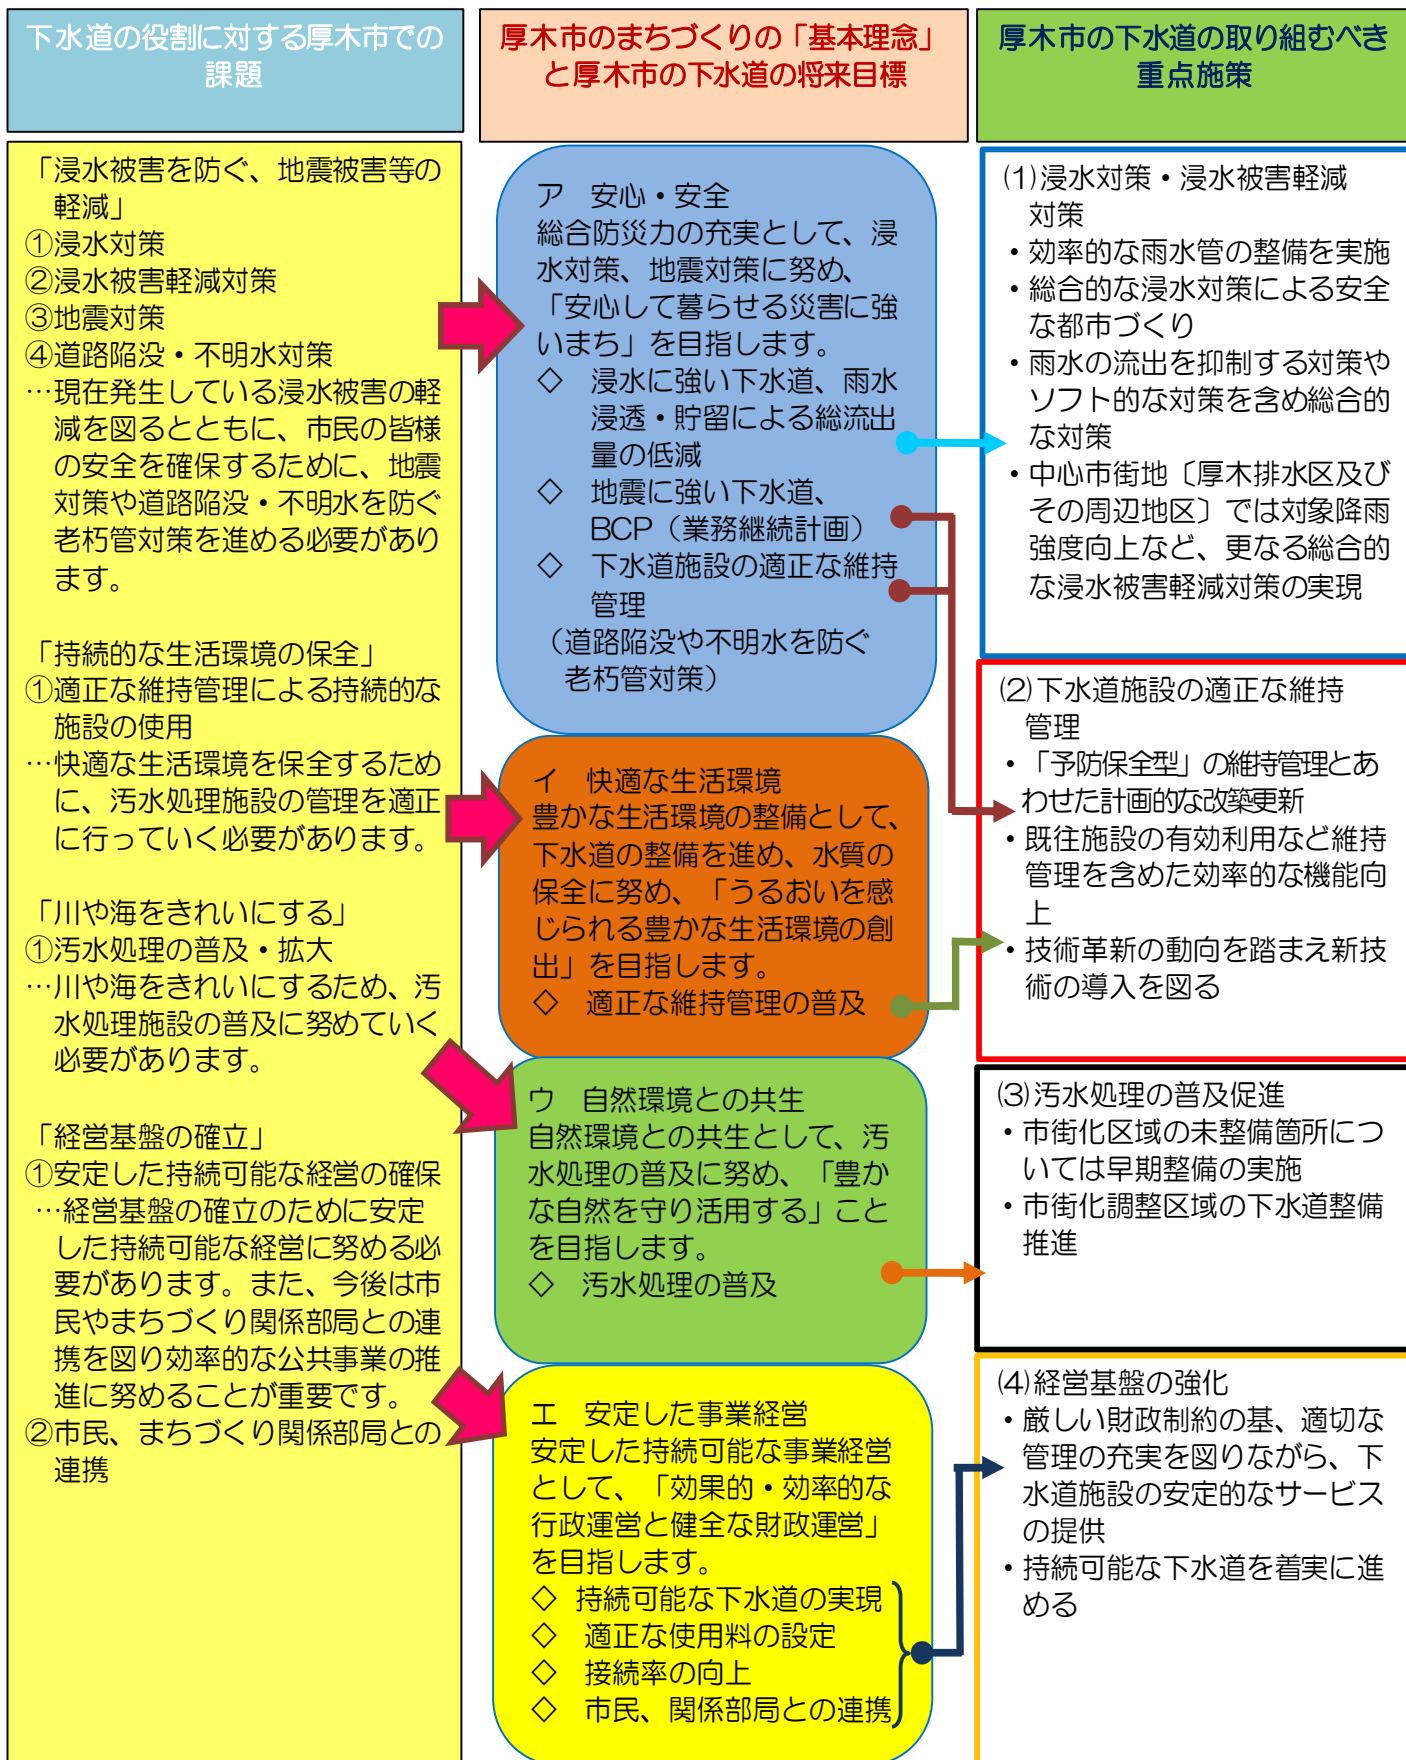 下水道の役割に対する厚木市での
課題
厚木市のまちづくりの「基本理念」
と厚木市の下水道の将来目標
厚木市の下水道の取り組むべき
重点施策
「浸水被害を防ぐ、地震被害等の
軽減」
①浸水対策
②浸水被害軽減対策
③地震対策
④道路陥没・不明水対策
…現在発生している浸水被害の軽
減を図るとともに、市民の皆様
の安全を確保するために、地震
対策や道路陥没・不明水を防ぐ
老朽管対策を進める必要があり
ます。
「持続的な生活環境の保全」
①適正な維持管理による持続的な
施設の使用
…快適な生活環境を保全するため
に、汚水処理施設の管理を適正
に行っていく必要があります。
「川や海をきれいにする」
①汚水処理の普及・拡大
…川や海をきれいにするため、汚
水処理施設の普及に努めていく
必要があります。
「経営基盤の確立」
①安定した持続可能な経営の確保
…経営基盤の確立のために安定
した持続可能な経営に努める必
要があります。また、今後は市
民やまちづくり関係部局との連
携を図り効率的な公共事業の推
進に努めることが重要です。
②市民、まちづくり関係部局との
連携
ア　安心・安全
総合防災力の充実として、浸
水対策、地震対策に努め、
「安心して暮らせる災害に強
いまち」を目指します。
◇　浸水に強い下水道、雨水
浸透・貯留による総流出
量の低減
◇　地震に強い下水道、
BCP（業務継続計画）
◇　下水道施設の適正な維持
管理
（道路陥没や不明水を防ぐ
老朽管対策）
イ　快適な生活環境
豊かな生活環境の整備として、
下水道の整備を進め、水質の
保全に努め、「うるおいを感
じられる豊かな生活環境の創
出」を目指します。
◇　適正な維持管理の普及
ウ　自然環境との共生
自然環境との共生として、汚
水処理の普及に努め、「豊か
な自然を守り活用する」こと
を目指します。
◇　汚水処理の普及
エ　安定した事業経営
安定した持続可能な事業経営
として、「効果的・効率的な
行政運営と健全な財政運営」
を目指します。
◇　持続可能な下水道の実現
◇　適正な使用料の設定
◇　接続率の向上
◇　市民、関係部局との連携
(1)浸水対策・浸水被害軽減
対策
・効率的な雨水管の整備を実施
・総合的な浸水対策による安全
な都市づくり
・雨水の流出を抑制する対策や
ソフト的な対策を含め総合的
な対策
・中心市街地〔厚木排水区及び
その周辺地区〕では対象降雨
強度向上など、更なる総合的
な浸水被害軽減対策の実現
(2)下水道施設の適正な維持
管理
・「予防保全型」の維持管理とあ
わせた計画的な改築更新
・既往施設の有効利用など維持
管理を含めた効率的な機能向
上
・技術革新の動向を踏まえ新技
術の導入を図る
(3)汚水処理の普及促進
・市街化区域の未整備箇所につ
いては早期整備の実施
・市街化調整区域の下水道整備
推進
(4)経営基盤の強化
・厳しい財政制約の基、適切な
管理の充実を図りながら、下
水道施設の安定的なサービス
の提供
・持続可能な下水道を着実に進
める